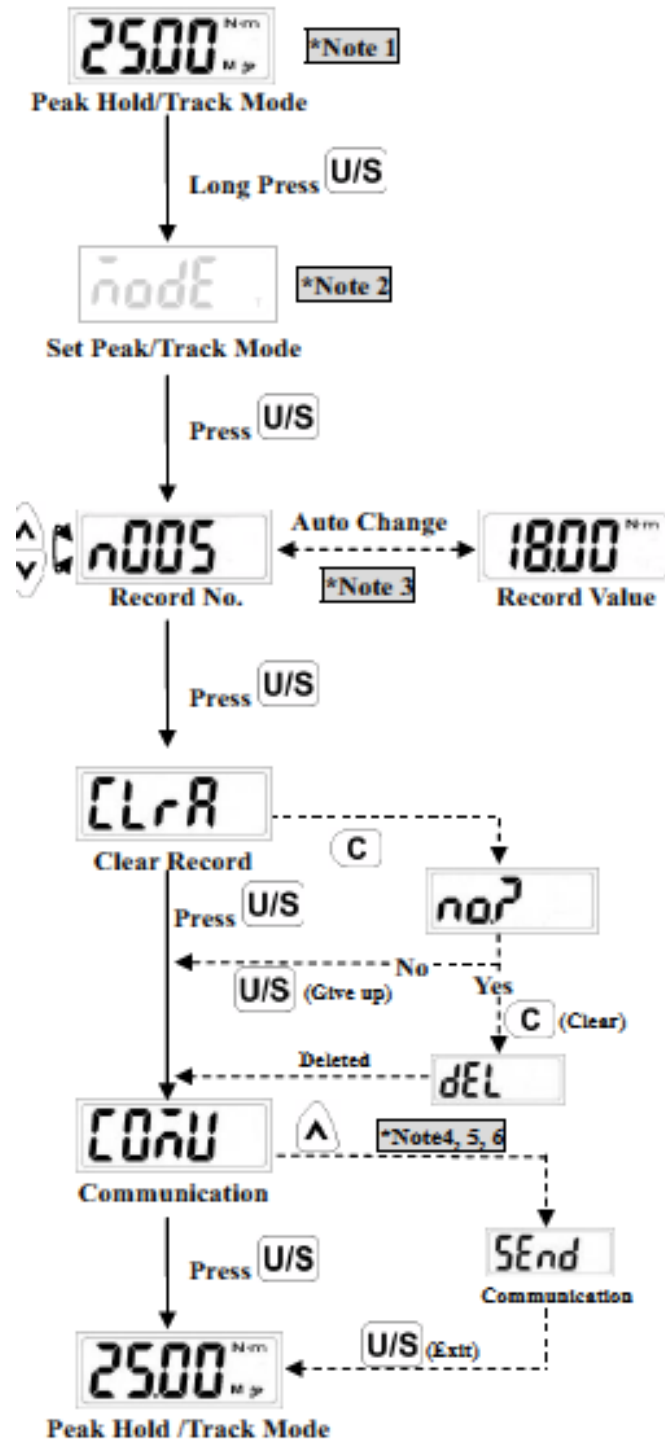 25.00 N·m
*Note 1
M
Peak Hold/Track Mode
Long Press U/S
modE
*Note 2
T
Set Peak/Track Mode
Press U/S
n005
Auto Change
18.00 N·m
*Note 3
Record No.
Record Value
Press U/S
CLrA
Clear Record
C
Press U/S
no.?
No
U/S (Give up)
Yes
C (Clear)
Deleted
dEL
COmU
*Note4, 5, 6
Communication
SEnd
Press U/S
Communication
U/S (Exit)
25.00 N·m
M
Peak Hold /Track Mode